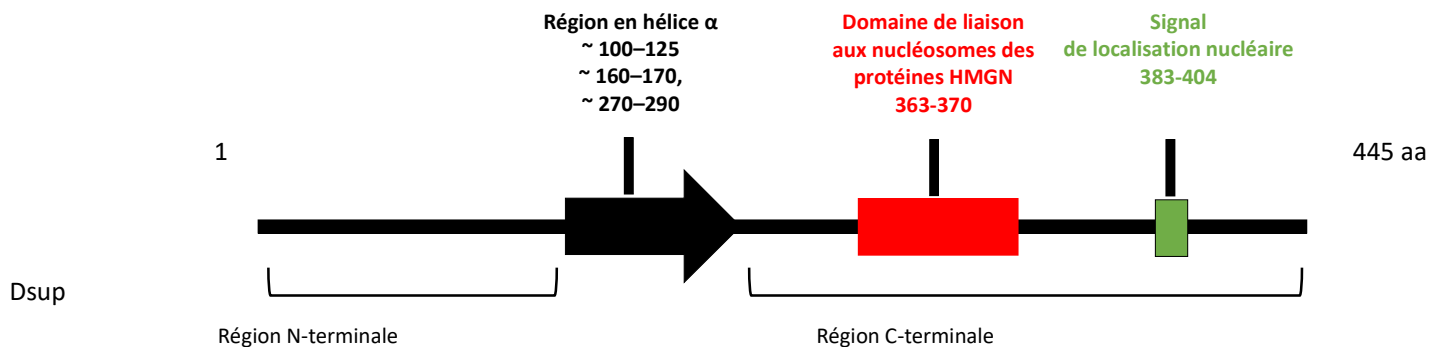 Région en hélice α
~ 100–125
~ 160–170,
~ 270–290
Domaine de liaison
aux nucléosomes des
protéines HMGN
363-370
Signal
de localisation nucléaire
383-404
1
445 aa
Dsup
Région N-terminale
Région C-terminale